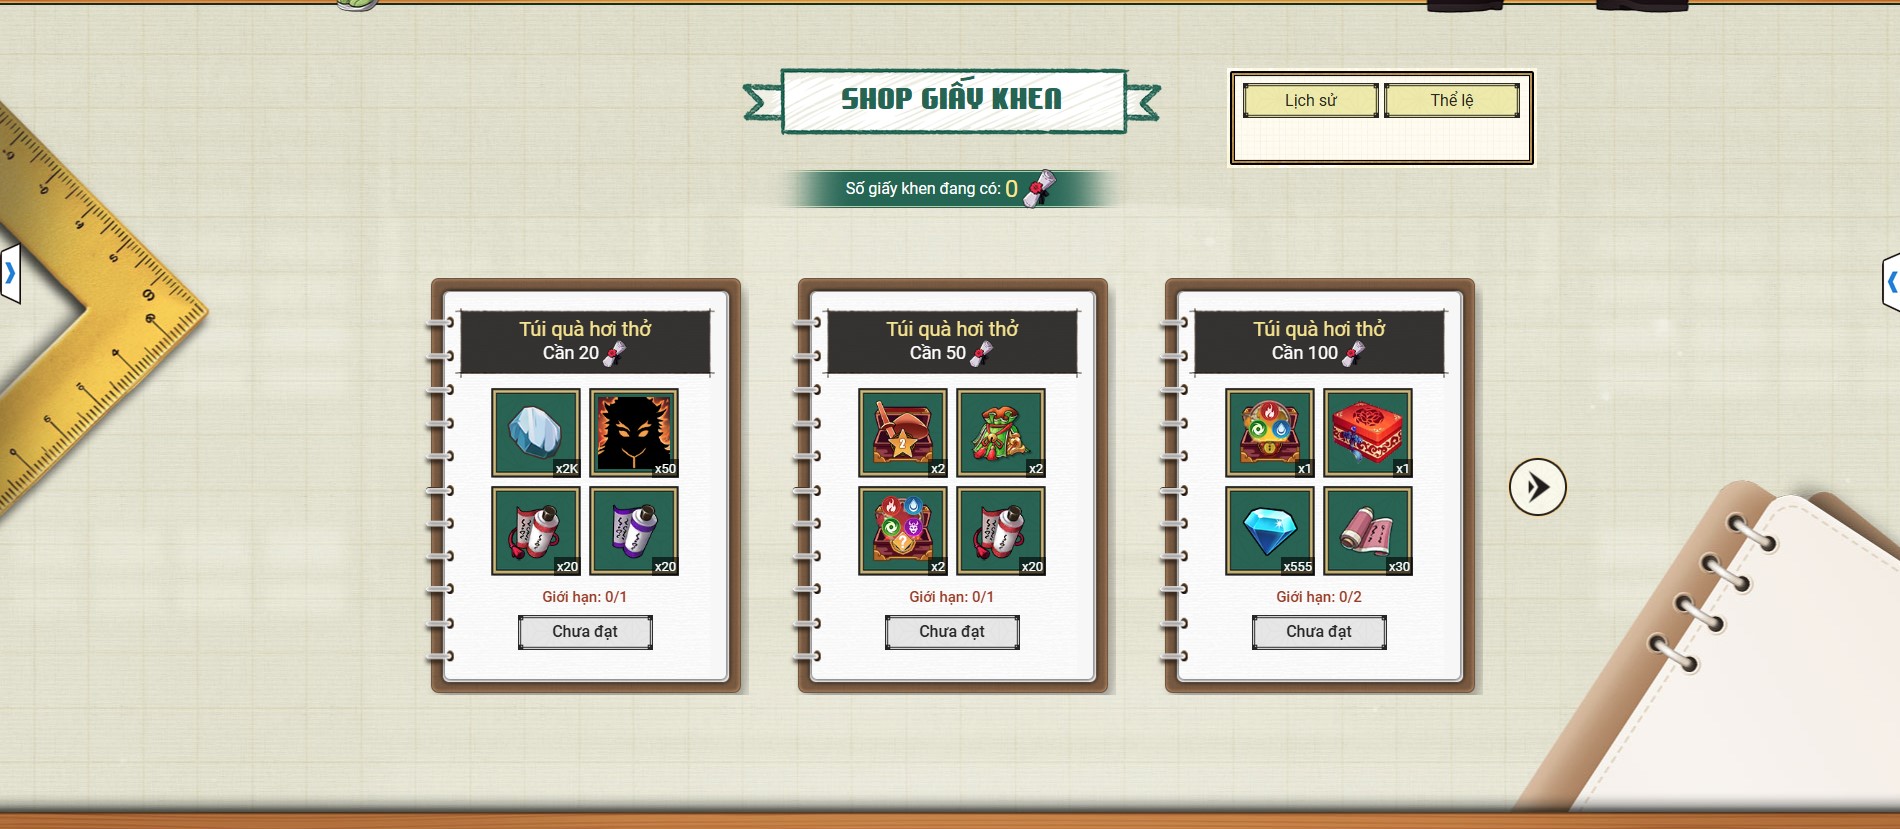 SHOP GIẤY KHEN
Lịch sử
Thể lệ
Số giấy khen đang có: 0
Túi quà hơi thở
Cần 20
x2K
x50
x20
x20
Giới hạn: 0/1
Chưa đạt
Túi quà hơi thở
Cần 50
2
x2
x2
?
x2
x20
Giới hạn: 0/1
Chưa đạt
Túi quà hơi thở
Cần 100
x1
x1
x555
x30
Giới hạn: 0/2
Chưa đạt